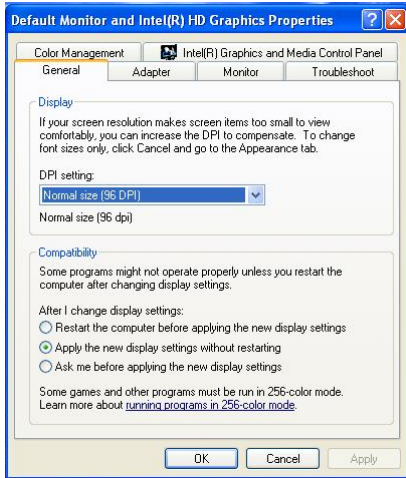 Default Monitor and Intel(R) HD Graphics Properties
Color Management
Intel(R) Graphics and Media Control Panel
General
Adapter
Monitor
Troubleshoot
Display
If your screen resolution makes screen items too small to view
comfortably, you can increase the DPI to compensate. To change
font sizes only, click Cancel and go to the Appearance tab.
DPI setting:
Normal size (96 DPI)
Normal size (96 dpi)
Compatibility
Some programs might not operate properly unless you restart the
computer after changing display settings.
After I change display settings:
Restart the computer before applying the new display settings
Apply the new display settings without restarting
Ask me before applying the new display settings
Some games and other programs must be run in 256-color mode.
Learn more about running programs in 256-color mode.
OK
Cancel
Apply